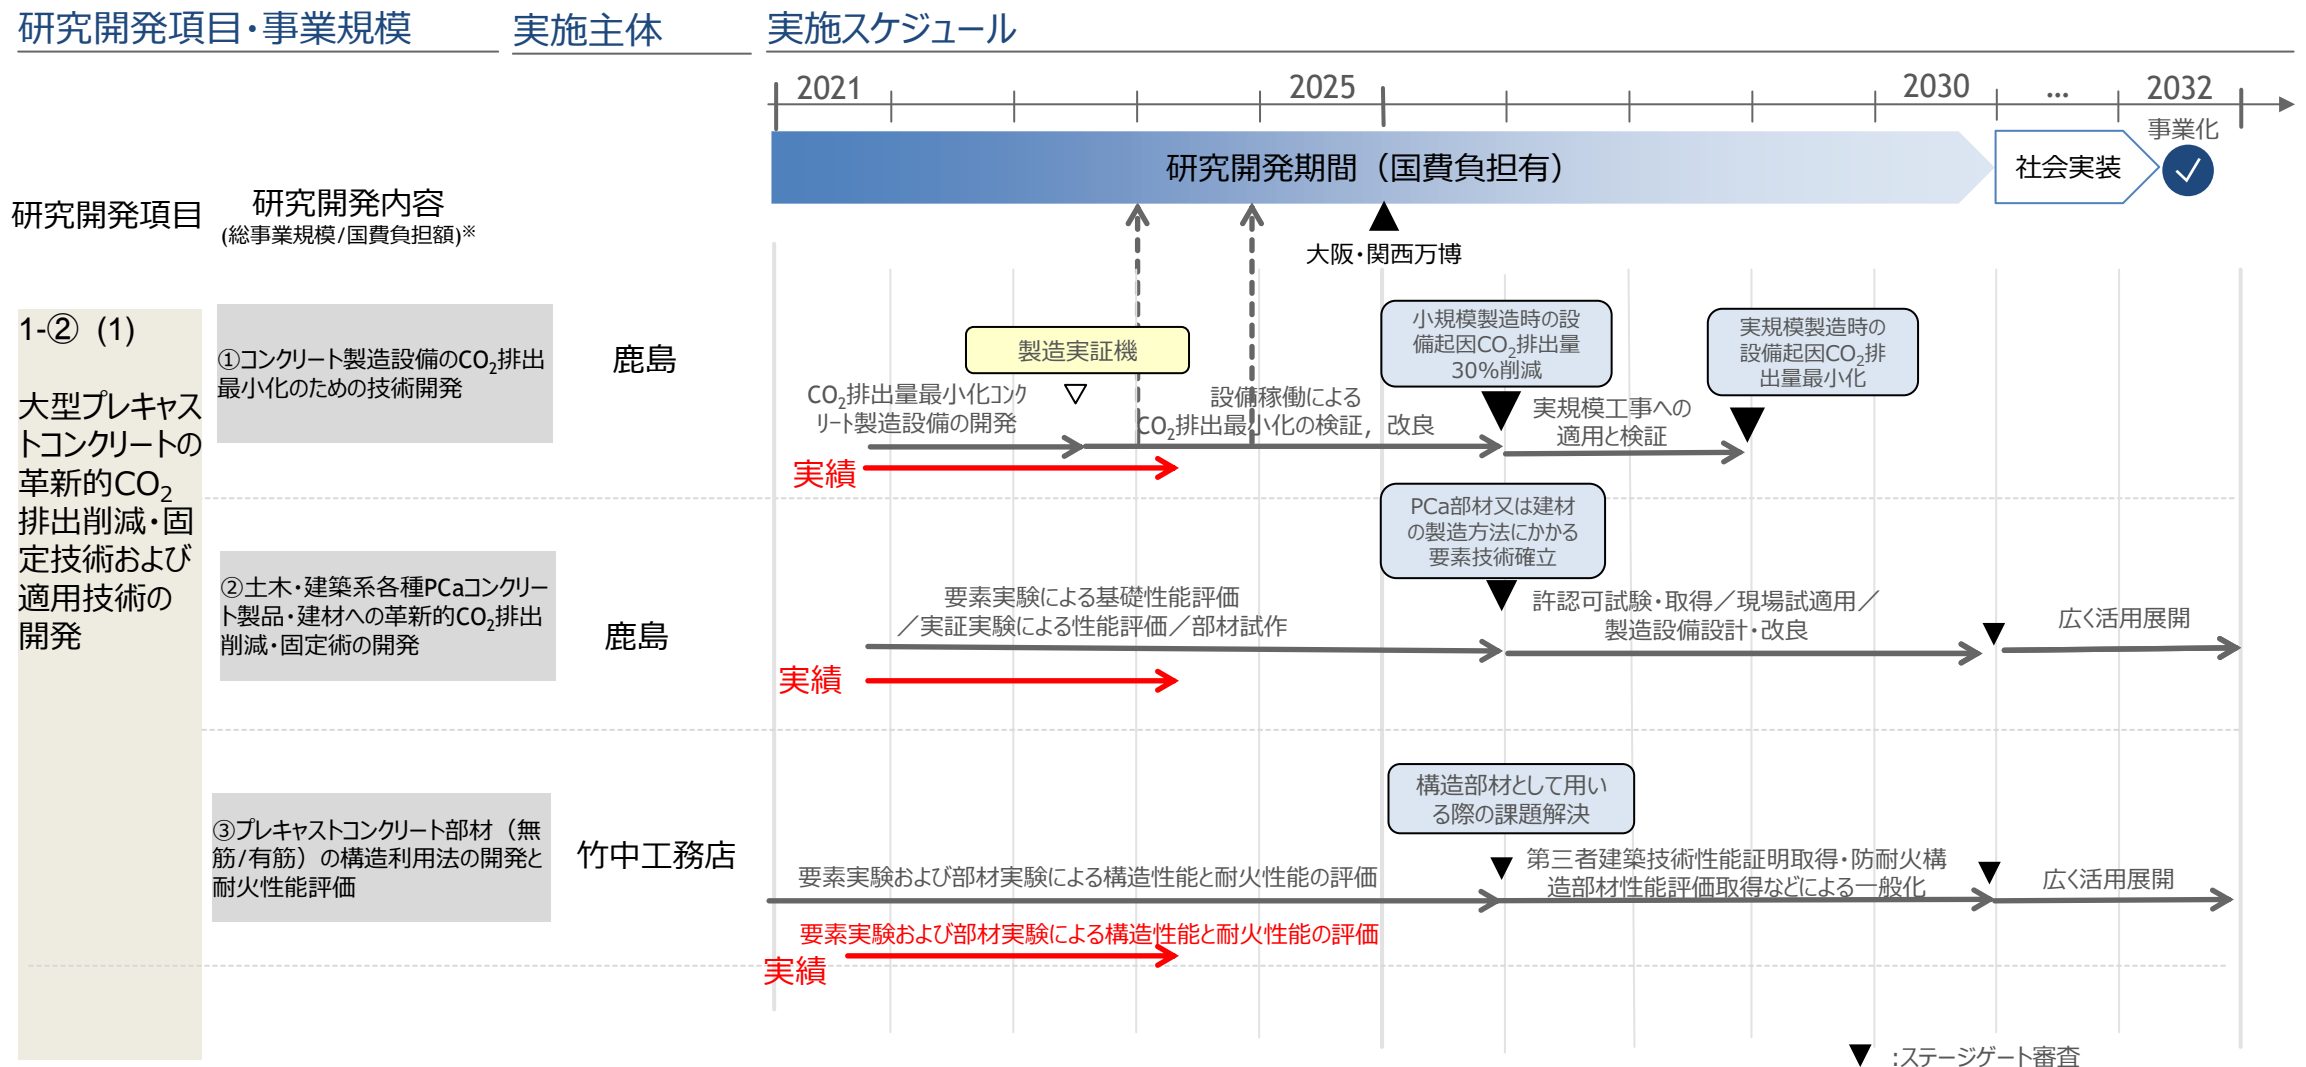 研究開発項目・事業規模
実施主体
実施スケジュール
2021
2025
2030
...
2032
事業化
研究開発期間（国費負担有）
社会実装
研究開発項目
研究開発内容
(総事業規模/国費負担額)※
大阪・関西万博
1-② (1)
大型プレキャス
トコンクリートの
革新的CO2
排出削減・固
定技術および
適用技術の
開発
①コンクリート製造設備のCO2排出
最小化のための技術開発
鹿島
製造実証機
CO2排出量最小化ｺﾝｸ
ﾘｰﾄ製造設備の開発
設備稼働による
CO2排出最小化の検証，改良
小規模製造時の設
備起因CO2排出量
30%削減
実規模工事への
適用と検証
実規模製造時の
設備起因CO2排
出量最小化
実績
②土木・建築系各種PCaコンクリー
ト製品・建材への革新的CO2排出
削減・固定術の開発
鹿島
PCa部材又は建材
の製造方法にかかる
要素技術確立
要素実験による基礎性能評価
／実証実験による性能評価／部材試作
許認可試験・取得／現場試適用／
製造設備設計・改良
広く活用展開
実績
③プレキャストコンクリート部材（無
筋/有筋）の構造利用法の開発と
耐火性能評価
竹中工務店
構造部材として用い
る際の課題解決
要素実験および部材実験による構造性能と耐火性能の評価
第三者建築技術性能証明取得・防耐火構
造部材性能評価取得などによる一般化
広く活用展開
要素実験および部材実験による構造性能と耐火性能の評価
実績
▼ :ステージゲート審査